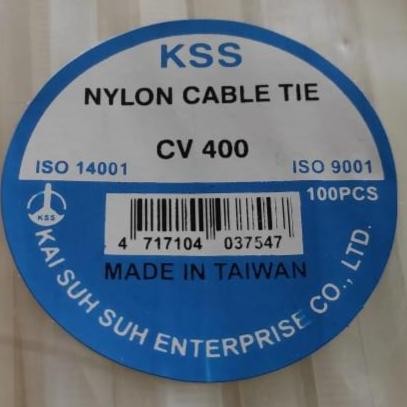 KSS
NYLON CABLE TIE
CV 400
ISO 14001
ISO 9001
100PCS
KSS
4 717104 037547
MADE IN TAIWAN
KAI SUH SUH ENTERPRISE CO., LTD.